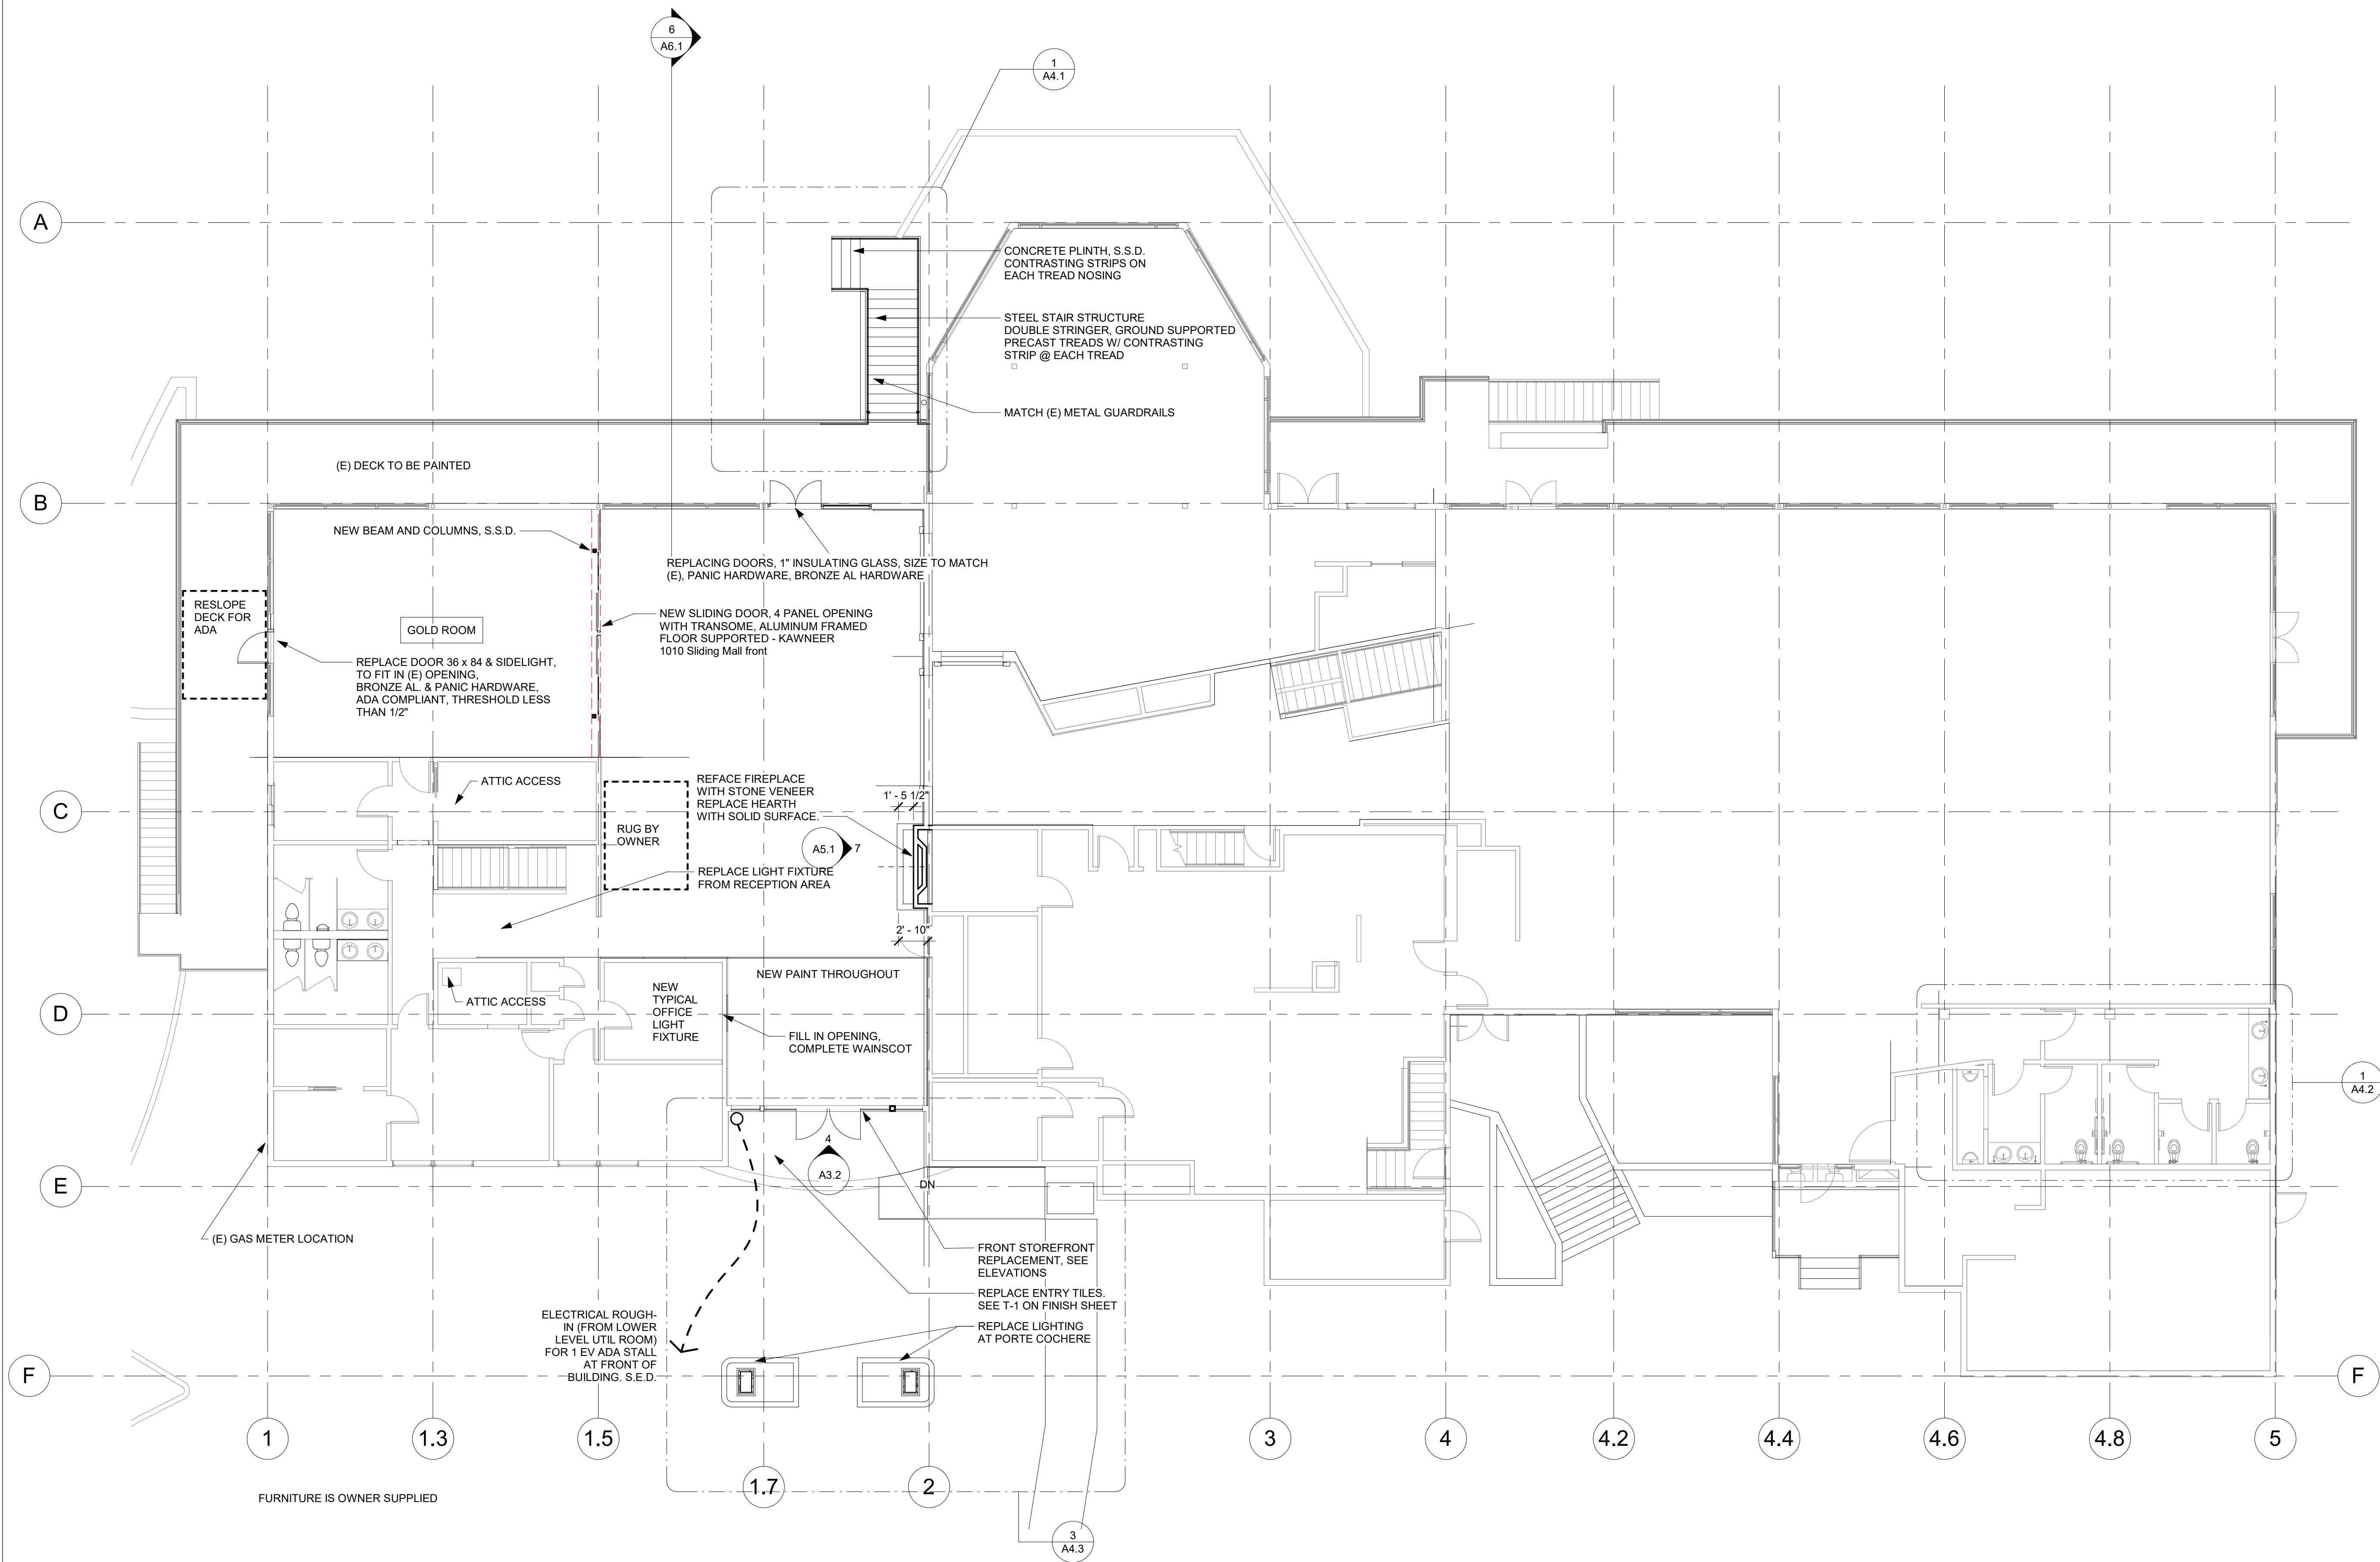 6
A6.1
1
A4.1
A
CONCRETE PLINTH, S.S.D.
CONTRASTING STRIPS ON
EACH TREAD NOSING
STEEL STAIR STRUCTURE
DOUBLE STRINGER, GROUND SUPPORTED
PRECAST TREADS W/ CONTRASTING
STRIP @ EACH TREAD
MATCH (E) METAL GUARDRAILS
(E) DECK TO BE PAINTED
B
NEW BEAM AND COLUMNS, S.S.D.
REPLACING DOORS, 1" INSULATING GLASS, SIZE TO MATCH
(E), PANIC HARDWARE, BRONZE AL HARDWARE
RESLOPE
DECK FOR
ADA
GOLD ROOM
NEW SLIDING DOOR, 4 PANEL OPENING
WITH TRANSOME, ALUMINUM FRAMED
FLOOR SUPPORTED - KAWNEER
1010 Sliding Mall front
REPLACE DOOR 36 x 84 & SIDELIGHT,
TO FIT IN (E) OPENING,
BRONZE AL. & PANIC HARDWARE,
ADA COMPLIANT, THRESHOLD LESS
THAN 1/2"
ATTIC ACCESS
REFACE FIREPLACE
WITH STONE VENEER
REPLACE HEARTH
WITH SOLID SURFACE.
1' - 5 1/2"
C
RUG BY
OWNER
A5.1
7
REPLACE LIGHT FIXTURE
FROM RECEPTION AREA
2' - 10"
NEW PAINT THROUGHOUT
NEW
TYPICAL
OFFICE
LIGHT
FIXTURE
ATTIC ACCESS
D
FILL IN OPENING,
COMPLETE WAINSCOT
1
A4.2
4
A3.2
DN
E
(E) GAS METER LOCATION
FRONT STOREFRONT
REPLACEMENT, SEE
ELEVATIONS
REPLACE ENTRY TILES.
SEE T-1 ON FINISH SHEET
REPLACE LIGHTING
AT PORTE COCHERE
ELECTRICAL ROUGH-
IN (FROM LOWER
LEVEL UTIL ROOM)
FOR 1 EV ADA STALL
AT FRONT OF
BUILDING. S.E.D.
F
F
1
1.3
1.5
1.7
2
3
4
4.2
4.4
4.6
4.8
5
FURNITURE IS OWNER SUPPLIED
3
A4.3